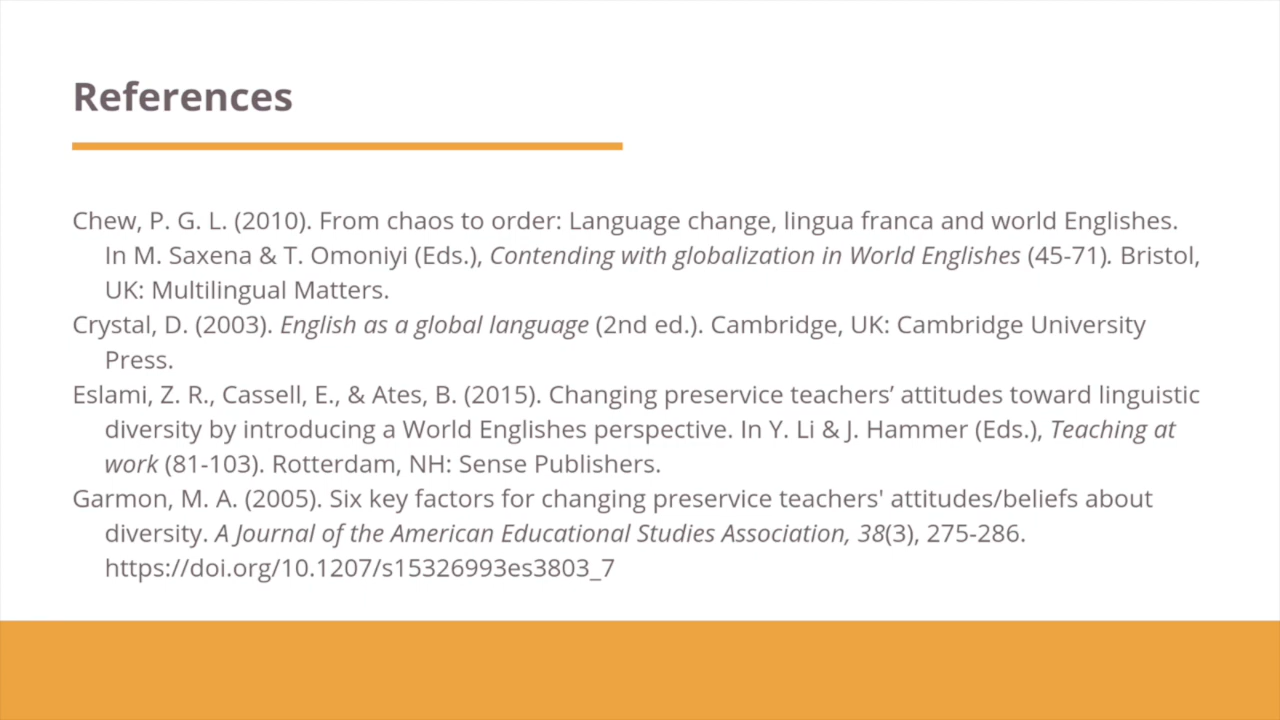 References
Chew, P. G. L. (2010). From chaos to order: Language change, lingua franca and world Englishes.
In M. Saxena & T. Omoniyi (Eds.), Contending with globalization in World Englishes (45-71). Bristol,
UK: Multilingual Matters.
Crystal, D. (2003). English as a global language (2nd ed.). Cambridge, UK: Cambridge University
Press.
Eslami, Z. R., Cassell, E., & Ates, B. (2015). Changing preservice teachers’ attitudes toward linguistic
diversity by introducing a World Englishes perspective. In Y. Li & J. Hammer (Eds.), Teaching at
work (81-103). Rotterdam, NH: Sense Publishers.
Garmon, M. A. (2005). Six key factors for changing preservice teachers' attitudes/beliefs about
diversity. A Journal of the American Educational Studies Association, 38(3), 275-286.
https://doi.org/10.1207/s15326993es3803_7